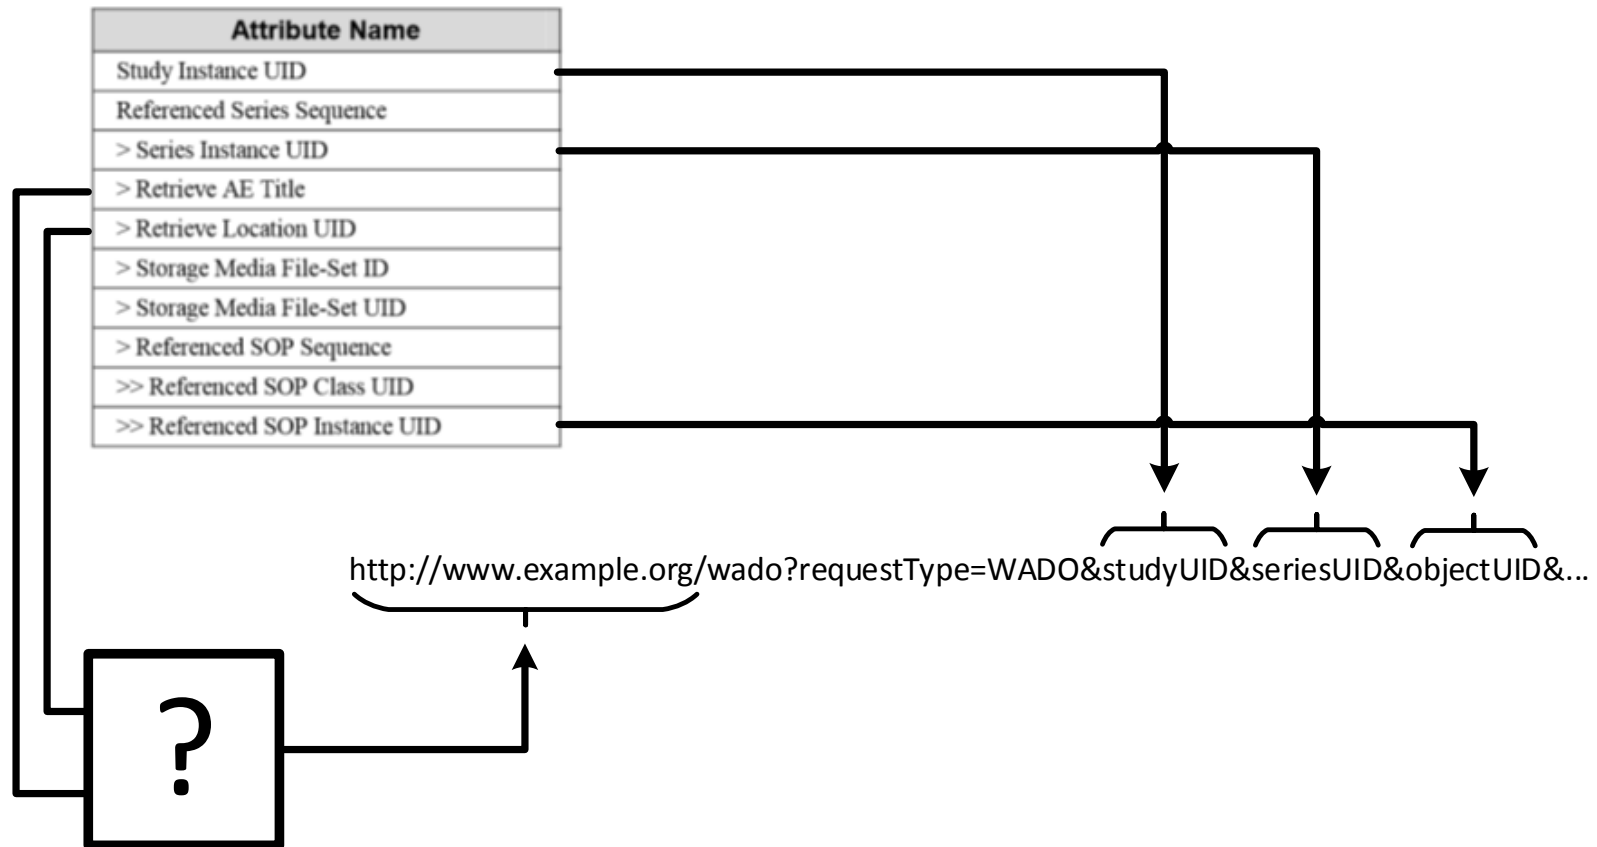 Attribute Name
Study Instance UID
Referenced Series Sequence
> Series Instance UID
> Retrieve AE Title
> Retrieve Location UID
> Storage Media File-Set ID
> Storage Media File-Set UID
> Referenced SOP Sequence
>> Referenced SOP Class UID
>> Referenced SOP Instance UID
http://www.example.org/wado?requestType=WADO&studyUID&seriesUID&objectUID&...
?